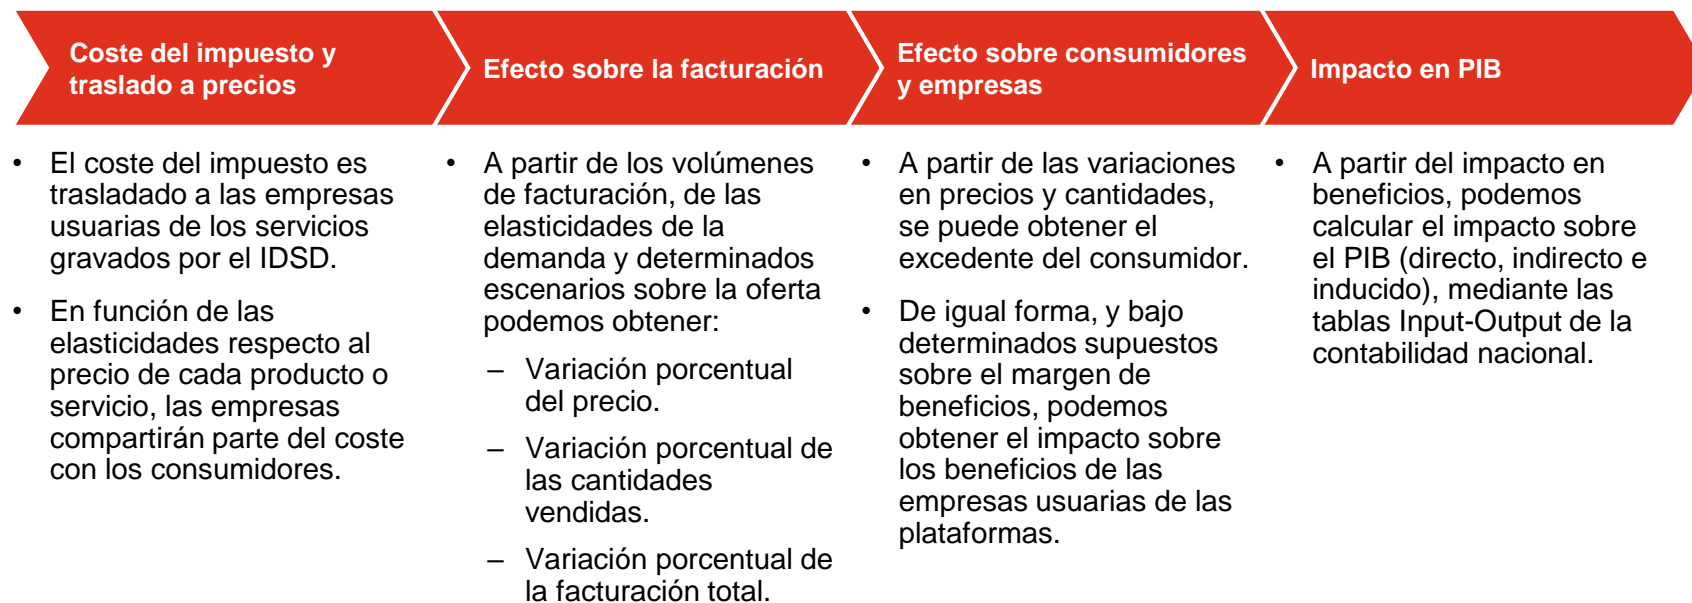 Coste del impuesto y
traslado a precios
Efecto sobre la facturación
Efecto sobre consumidores
y empresas
Impacto en PIB
• El coste del impuesto es
trasladado a las empresas
usuarias de los servicios
gravados por el IDSD.
• En función de las
elasticidades respecto al
precio de cada producto o
servicio, las empresas
compartirán parte del coste
con los consumidores.
• A partir de los volúmenes
de facturación, de las
elasticidades de la
demanda y determinados
escenarios sobre la oferta
podemos obtener:
– Variación porcentual
del precio.
– Variación porcentual de
las cantidades
vendidas.
– Variación porcentual de
la facturación total.
• A partir de las variaciones
en precios y cantidades,
se puede obtener el
excedente del consumidor.
• De igual forma, y bajo
determinados supuestos
sobre el margen de
beneficios, podemos
obtener el impacto sobre
los beneficios de las
empresas usuarias de las
plataformas.
• A partir del impacto en
beneficios, podemos
calcular el impacto sobre
el PIB (directo, indirecto e
inducido), mediante las
tablas Input-Output de la
contabilidad nacional.